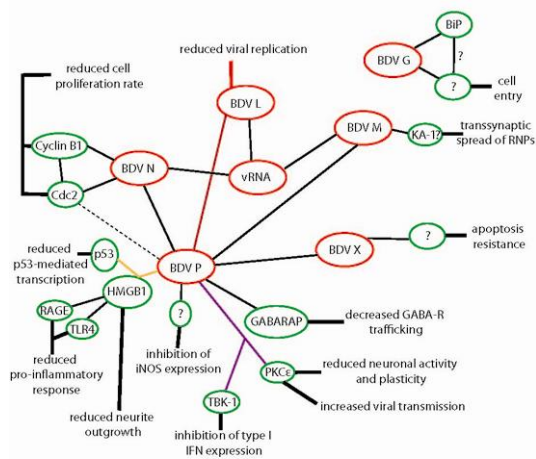 reduced viral replication
BiP
BDV G
?
?
cell
entry
reduced cell
proliferation rate
BDV L
BDV M
KA-1?
transsynaptic
spread of RNPs
Cyclin B1
BDV N
vRNA
Cdc2
BDV X
?
apoptosis
resistance
reduced
p53-mediated
transcription
p53
BDV P
HMGB1
RAGE
TLR4
?
GABARAP
decreased GABA-R
trafficking
reduced
pro-inflammatory
response
inhibition of
iNOS expression
PKCε
reduced neuronal activity
and plasticity
TBK-1
increased viral transmission
reduced neurite
outgrowth
inhibition of type I
IFN expression